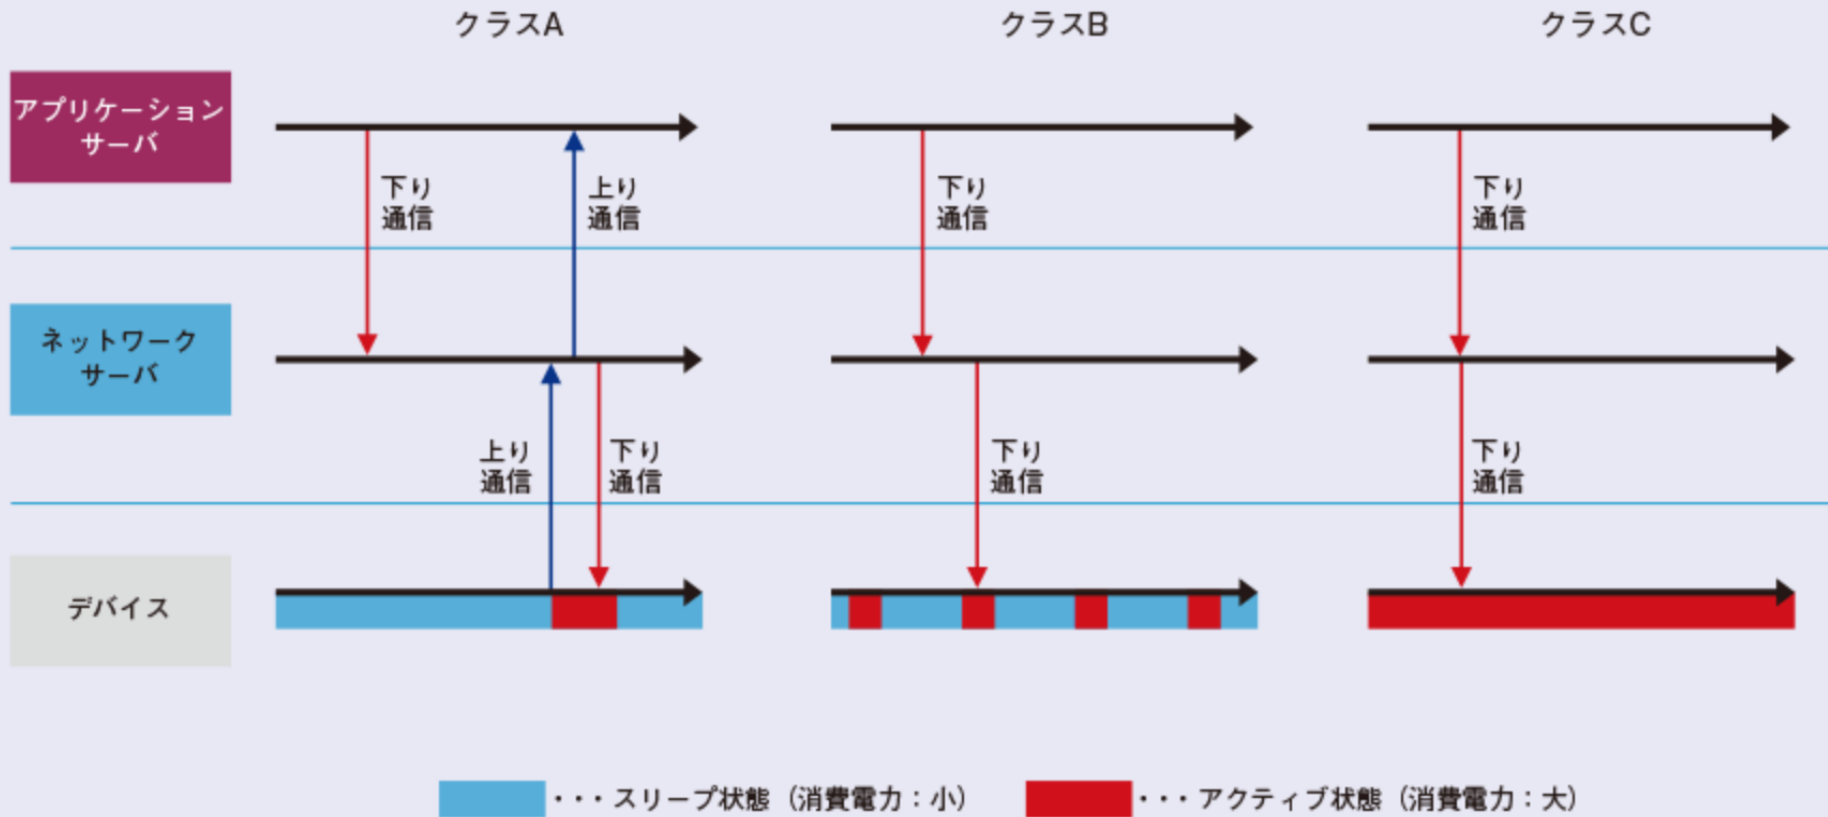 クラスA
クラスB
クラスC
アプリケーション
サーバ
下り
通信
上り
通信
下り
通信
下り
通信
ネットワーク
サーバ
上り
通信
下り
通信
下り
通信
下り
通信
デバイス
・・・スリープ状態（消費電力：小）
・・・アクティブ状態（消費電力：大）